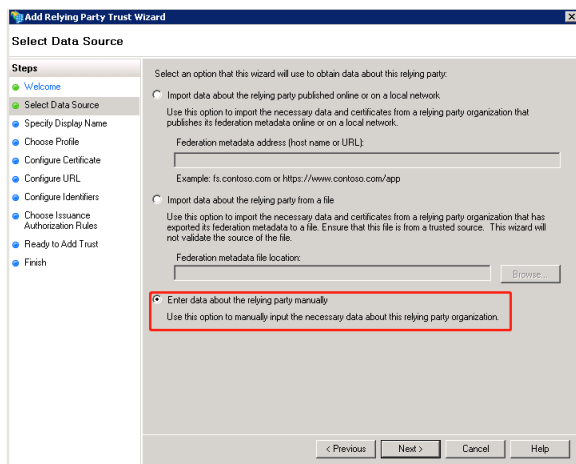 Add Relying Party Trust Wizard
Select Data Source
Steps
Welcome
Select Data Source
Specify Display Name
Choose Profile
Configure Certificate
Configure URL
Configure Identifiers
Choose Issuance
Authorization Rules
Ready to Add Trust
Finish
Select an option that this wizard will use to obtain data about this relying party:
Import data about the relying party published online or on a local network
Use this option to import the necessary data and certificates from a relying party organization that
publishes its federation metadata online or on a local network.
Federation metadata address (host name or URL):
Example: fs.contoso.com or https://www.contoso.com/app
Import data about the relying party from a file
Use this option to import the necessary data and certificates from a relying party organization that has
exported its federation metadata to a file. Ensure that this file is from a trusted source. This wizard will
not validate the source of the file.
Federation metadata file location:
Browse...
Enter data about the relying party manually
Use this option to manually input the necessary data about this relying party organization.
< Previous
Next >
Cancel
Help